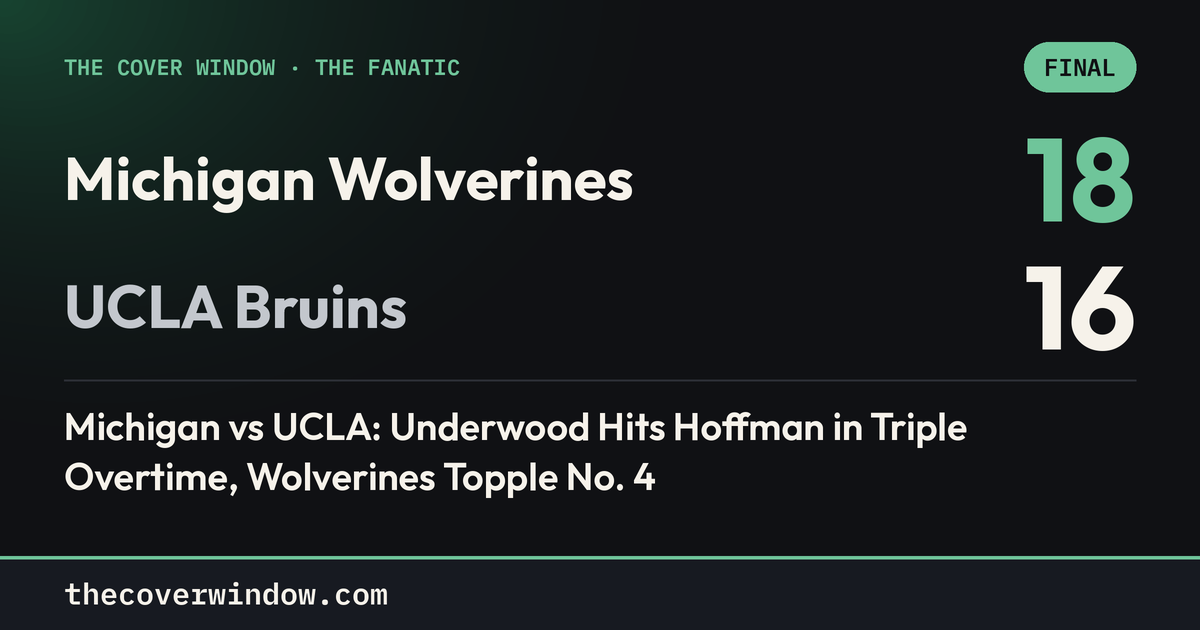 THE COVER WINDOW · THE FANATIC
FINAL
Michigan Wolverines 18
UCLA Bruins 16
Michigan vs UCLA: Underwood Hits Hoffman in Triple
Overtime, Wolverines Topple No. 4
thecoverwindow.com